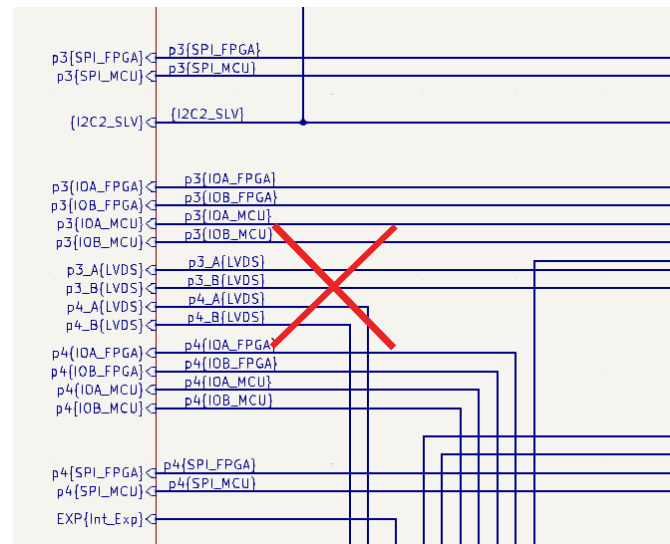 p3{SPI_FPGA} p3{SPI_FPGA}
p3{SPI_MCU} p3{SPI_MCU}
{I2C2_SLV} {I2C2_SLV}
p3{IOA_FPGA} p3{IOA_FPGA}
p3{IOB_FPGA} p3{IOB_FPGA}
p3{IOA_MCU} p3{IOA_MCU}
p3{IOB_MCU} p3{IOB_MCU}
p3_A{LVDS} p3_A{LVDS}
p3_B{LVDS} p3_B{LVDS}
p4_A{LVDS} p4_A{LVDS}
p4_B{LVDS} p4_B{LVDS}
p4{IOA_FPGA} p4{IOA_FPGA}
p4{IOB_FPGA} p4{IOB_FPGA}
p4{IOA_MCU} p4{IOA_MCU}
p4{IOB_MCU} p4{IOB_MCU}
p4{SPI_FPGA} p4{SPI_FPGA}
p4{SPI_MCU} p4{SPI_MCU}
EXP{Int_Exp}